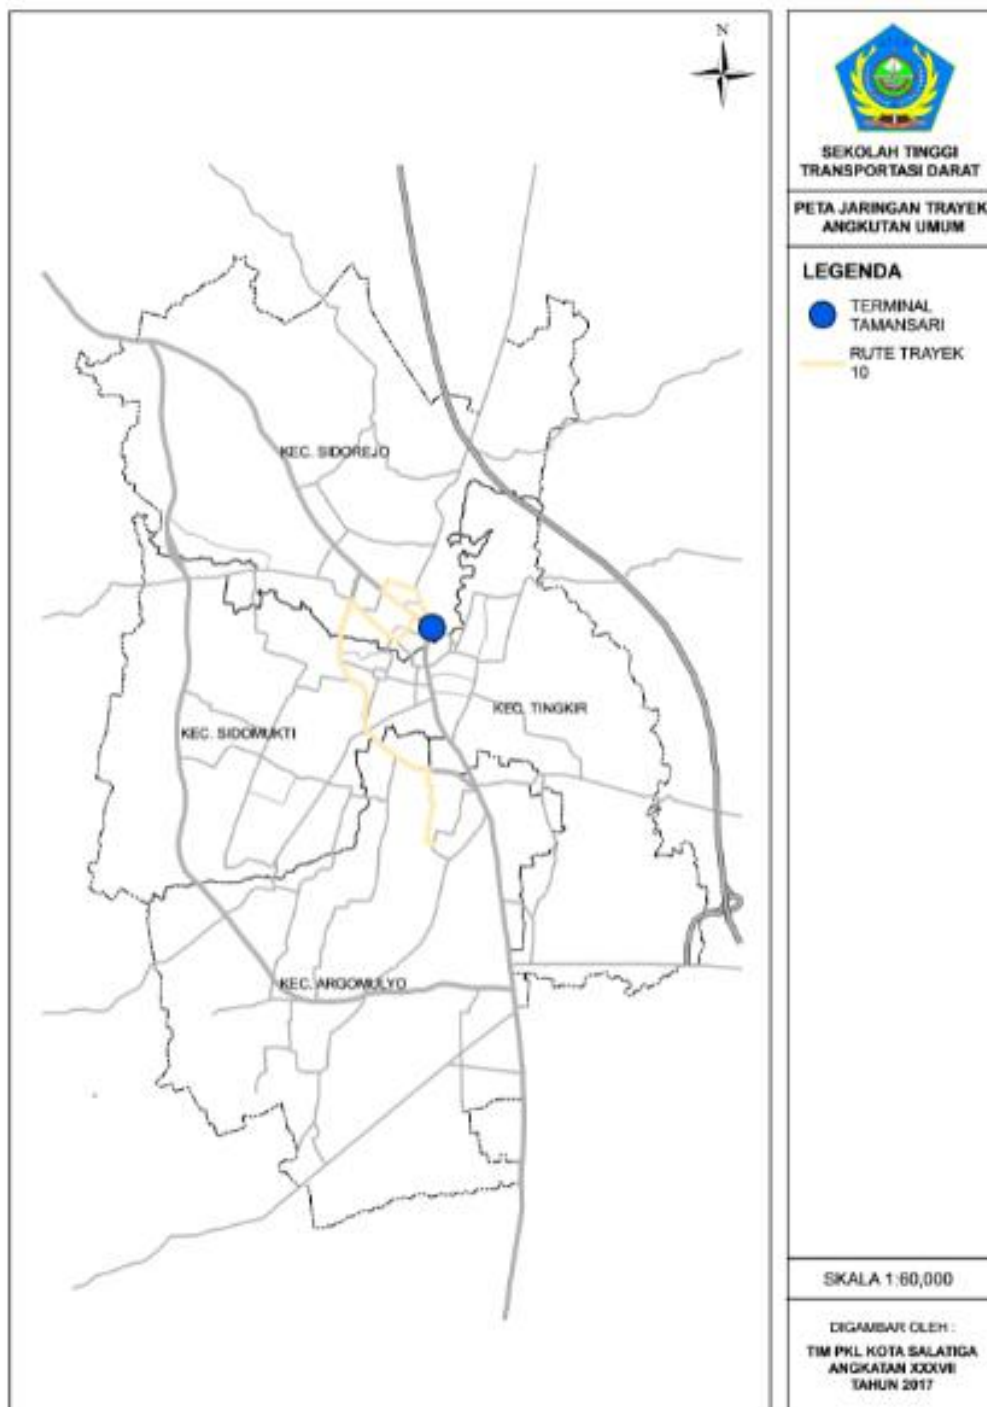 N
SEKOLAH TINGGI
TRANSPORTASI DARAT
PETA JARINGAN TRAYEK
ANGKUTAN UMUM
LEGENDA
TERMINAL
TAMANSARI
RUTE TRAYEK
10
KEC. SIDOREJO
KEC. TINGKIR
KEC. SIDOMUKTI
KEC. ARGOMULYO
SKALA 1:60,000
DIGAMBAR OLEH :
TIM PKL KOTA SALATIGA
ANGKATAN XXXVII
TAHUN 2017